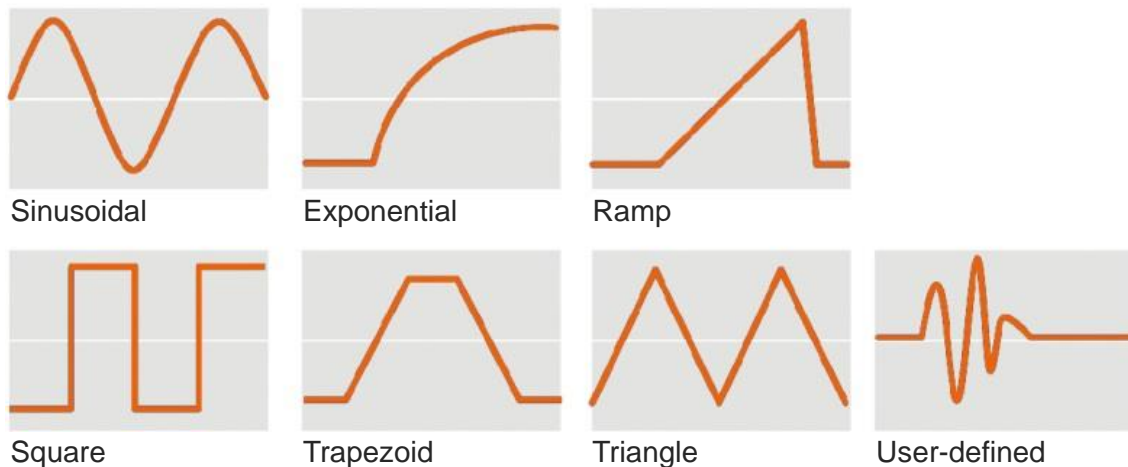 Sinusoidal
Exponential
Ramp
Square
Trapezoid
Triangle
User-defined